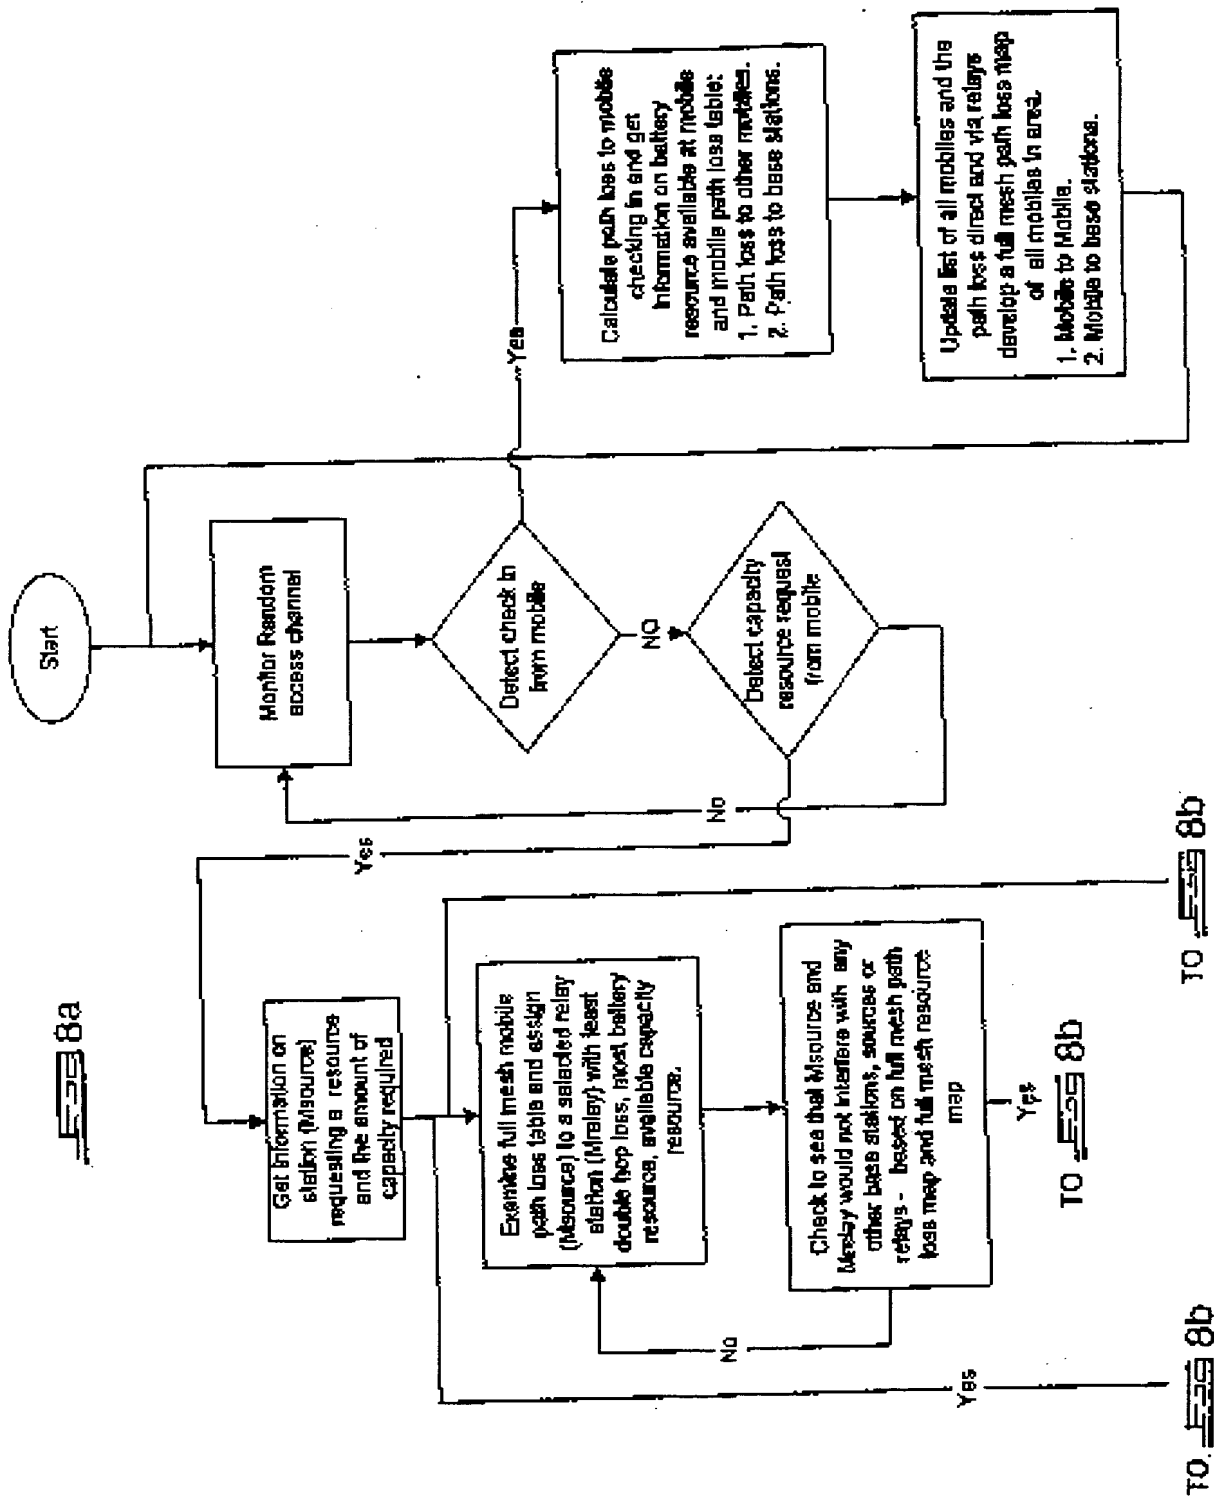 Fig 8a
Start
Monitor Random
access channel
Detect check in
from mobile
Yes
Calculate path loss to mobile
checking in and get
information on battery
resource available at mobile
and mobile path loss table:
1. Path loss to other mobiles.
2. Path loss to base stations.
Update list of all mobiles and the
path loss direct and via relays
develop a full mesh path loss map
of all mobiles in area.
1. Mobile to Mobile.
2. Mobile to base stations.
NO
Detect capacity
resource request
from mobile
No
Yes
Get information on
station (Msource)
requesting a resource
and the amount of
capacity required
Examine full mesh mobile
path loss table and assign
(Msource) to a selected relay
station (Mrelay) with least
double hop loss, most battery
resource, available capacity
resource.
Check to see that Msource and
Mrelay would not interfere with any
other base stations, sources or
relays - based on full mesh path
loss map and full mesh resource
map
No
Yes
Yes
TO Fig 8b
TO Fig 8b
TO Fig 8b